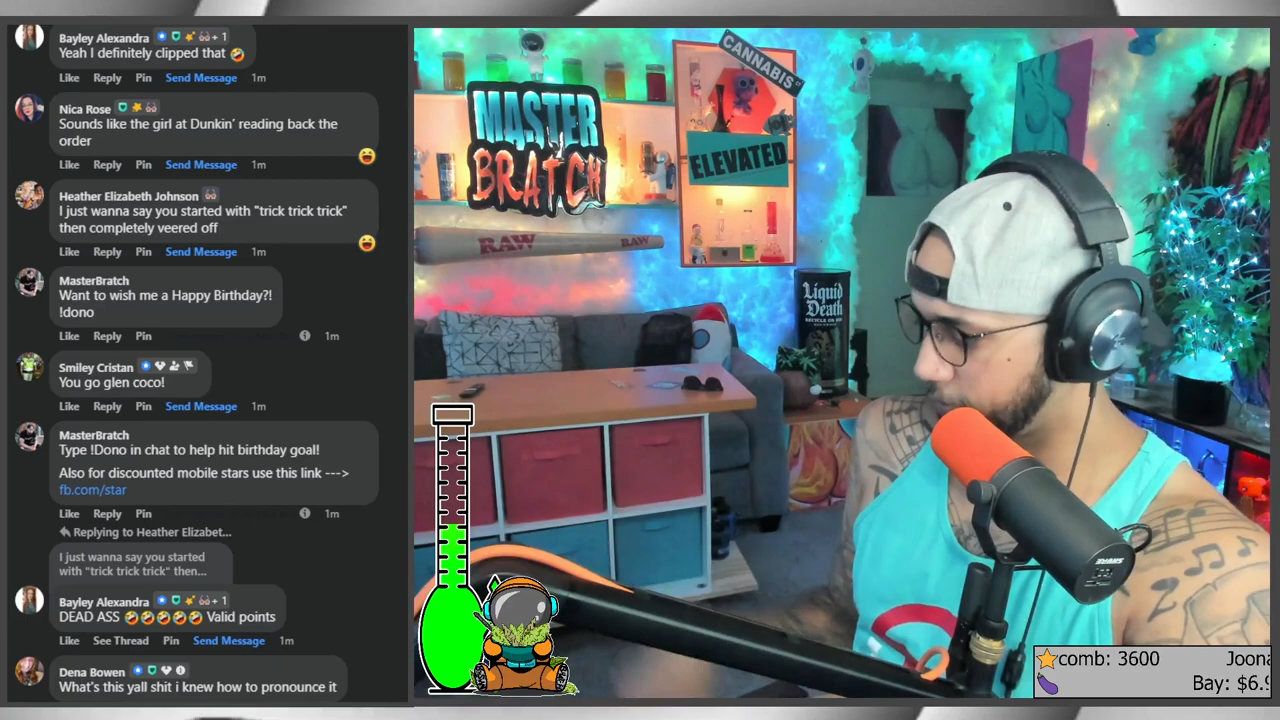 Bayley Alexandra + 1
Yeah I definitely clipped that 🤣
Like Reply Pin Send Message 1m
Nica Rose
Sounds like the girl at Dunkin' reading back the
order
Like Reply Pin Send Message 1m
Heather Elizabeth Johnson
I just wanna say you started with "trick trick trick"
then completely veered off
Like Reply Pin Send Message 1m
MasterBratch
Want to wish me a Happy Birthday?!
!dono
Like Reply Pin 1m
Smiley Cristan
You go glen coco!
Like Reply Pin Send Message 1m
MasterBratch
Type !Dono in chat to help hit birthday goal!
Also for discounted mobile stars use this link --->
fb.com/star
Like Reply Pin 1m
Replying to Heather Elizabet...
I just wanna say you started
with "trick trick trick" then...
Bayley Alexandra + 1
DEAD ASS 🤣🤣🤣🤣🤣 Valid points
Like See Thread Pin Send Message 1m
Dena Bowen
What's this yall shit i knew how to pronounce it
CANNABIS
MASTER
BRATCH
ELEVATED
RAW RAW
Liquid
Death
comb: 3600 Joona
Bay: $6.9